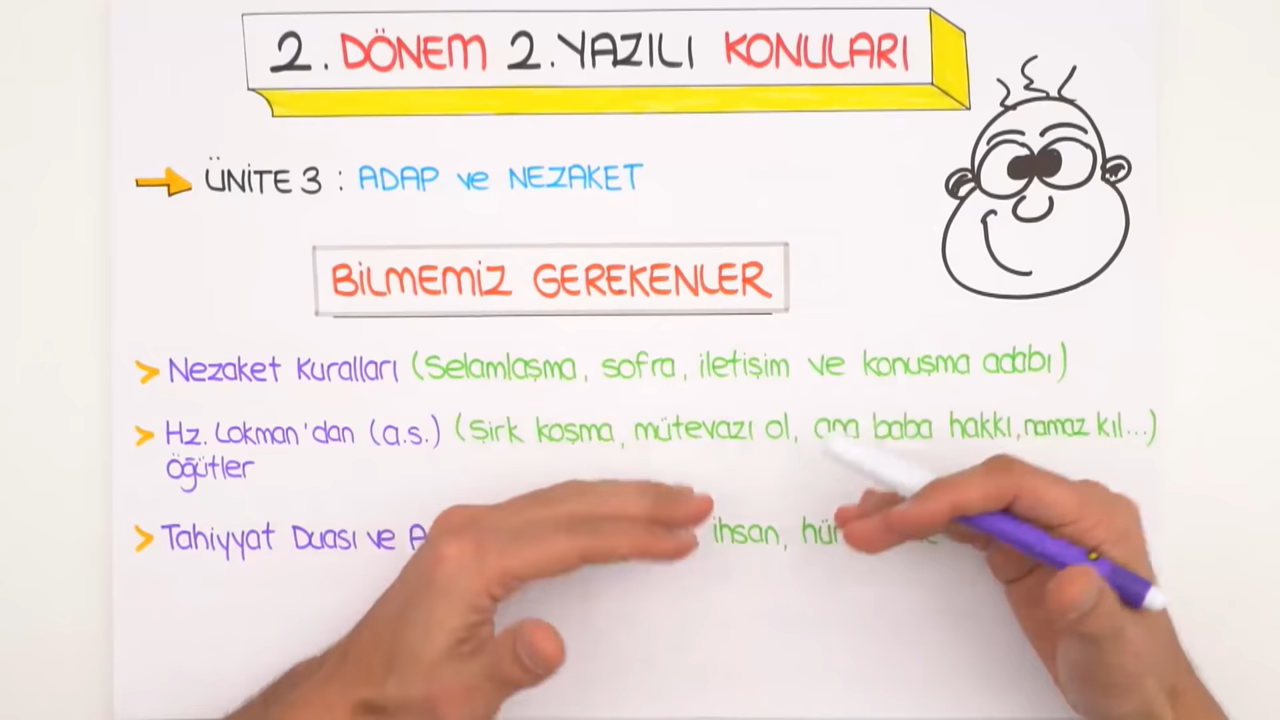 2. DÖNEM 2. YAZILI KONULARI
ÜNİTE 3 : ADAP ve NEZAKET
BİLMEMİZ GEREKENLER
> Nezaket Kuralları (Selamlaşma, sofra, iletişim ve konuşma adabı)
> Hz. Lokman'dan (a.s.) (Şirk koşma, mütevazı ol, ana baba hakkı, namaz kıl...)
öğütler
> Tahiyyat Duası ve ihsan,